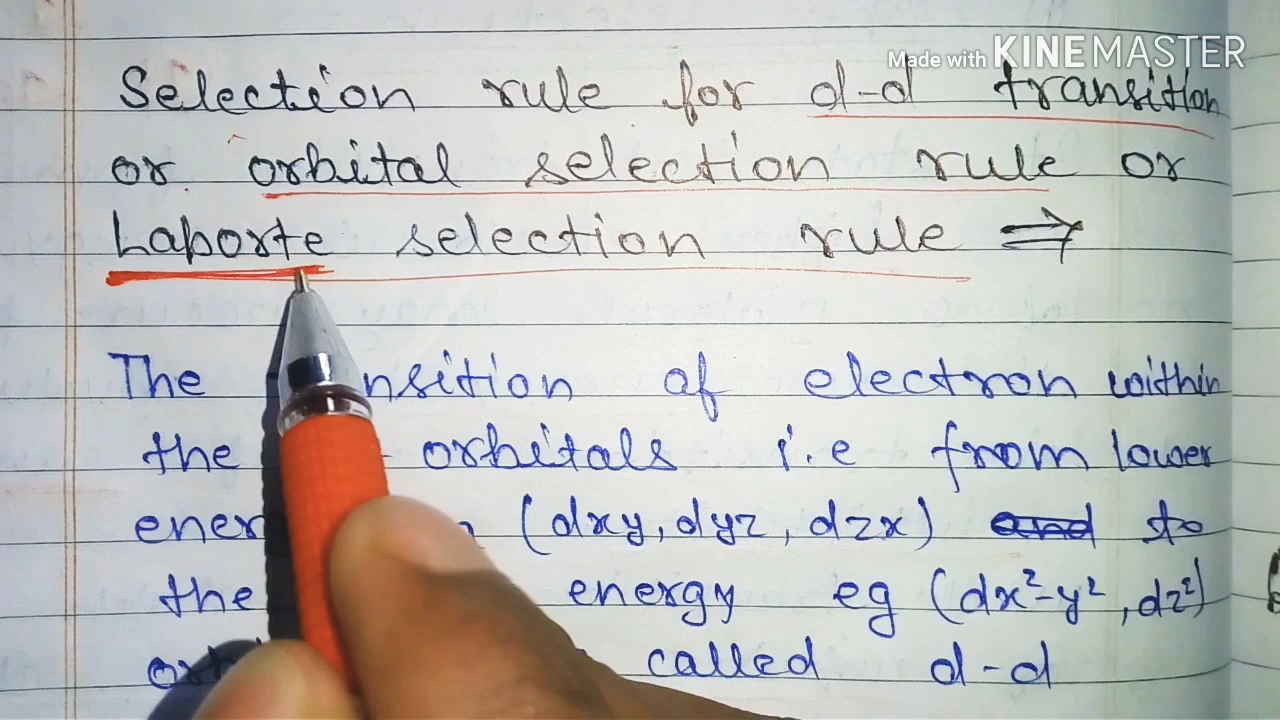 Made with KINEMASTER
Selection rule for d-d transition
or orbital selection rule or
Laporte selection rule ⇒
The nsition of electron within
the orbitals i.e from lower
ener (dxy, dyz, dzx) and to
the energy eg (dx²-y², dz²)
called d-d